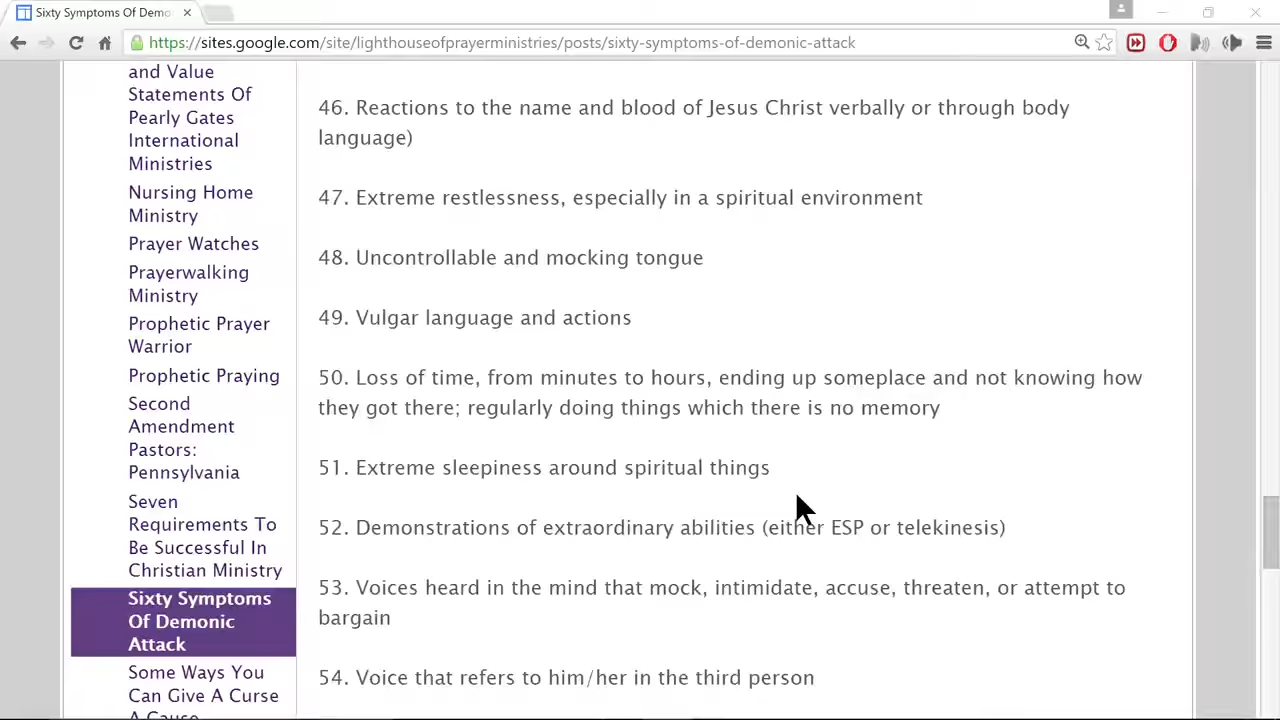 Sixty Symptoms Of Demo
https://sites.google.com/site/lighthouseofprayerministries/posts/sixty-symptoms-of-demonic-attack
and Value
Statements Of
Pearly Gates
International
Ministries
Nursing Home
Ministry
Prayer Watches
Prayerwalking
Ministry
Prophetic Prayer
Warrior
Prophetic Praying
Second
Amendment
Pastors:
Pennsylvania
Seven
Requirements To
Be Successful In
Christian Ministry
Sixty Symptoms
Of Demonic
Attack
Some Ways You
Can Give A Curse
A Cause
46. Reactions to the name and blood of Jesus Christ verbally or through body
language)
47. Extreme restlessness, especially in a spiritual environment
48. Uncontrollable and mocking tongue
49. Vulgar language and actions
50. Loss of time, from minutes to hours, ending up someplace and not knowing how
they got there; regularly doing things which there is no memory
51. Extreme sleepiness around spiritual things
52. Demonstrations of extraordinary abilities (either ESP or telekinesis)
53. Voices heard in the mind that mock, intimidate, accuse, threaten, or attempt to
bargain
54. Voice that refers to him/her in the third person